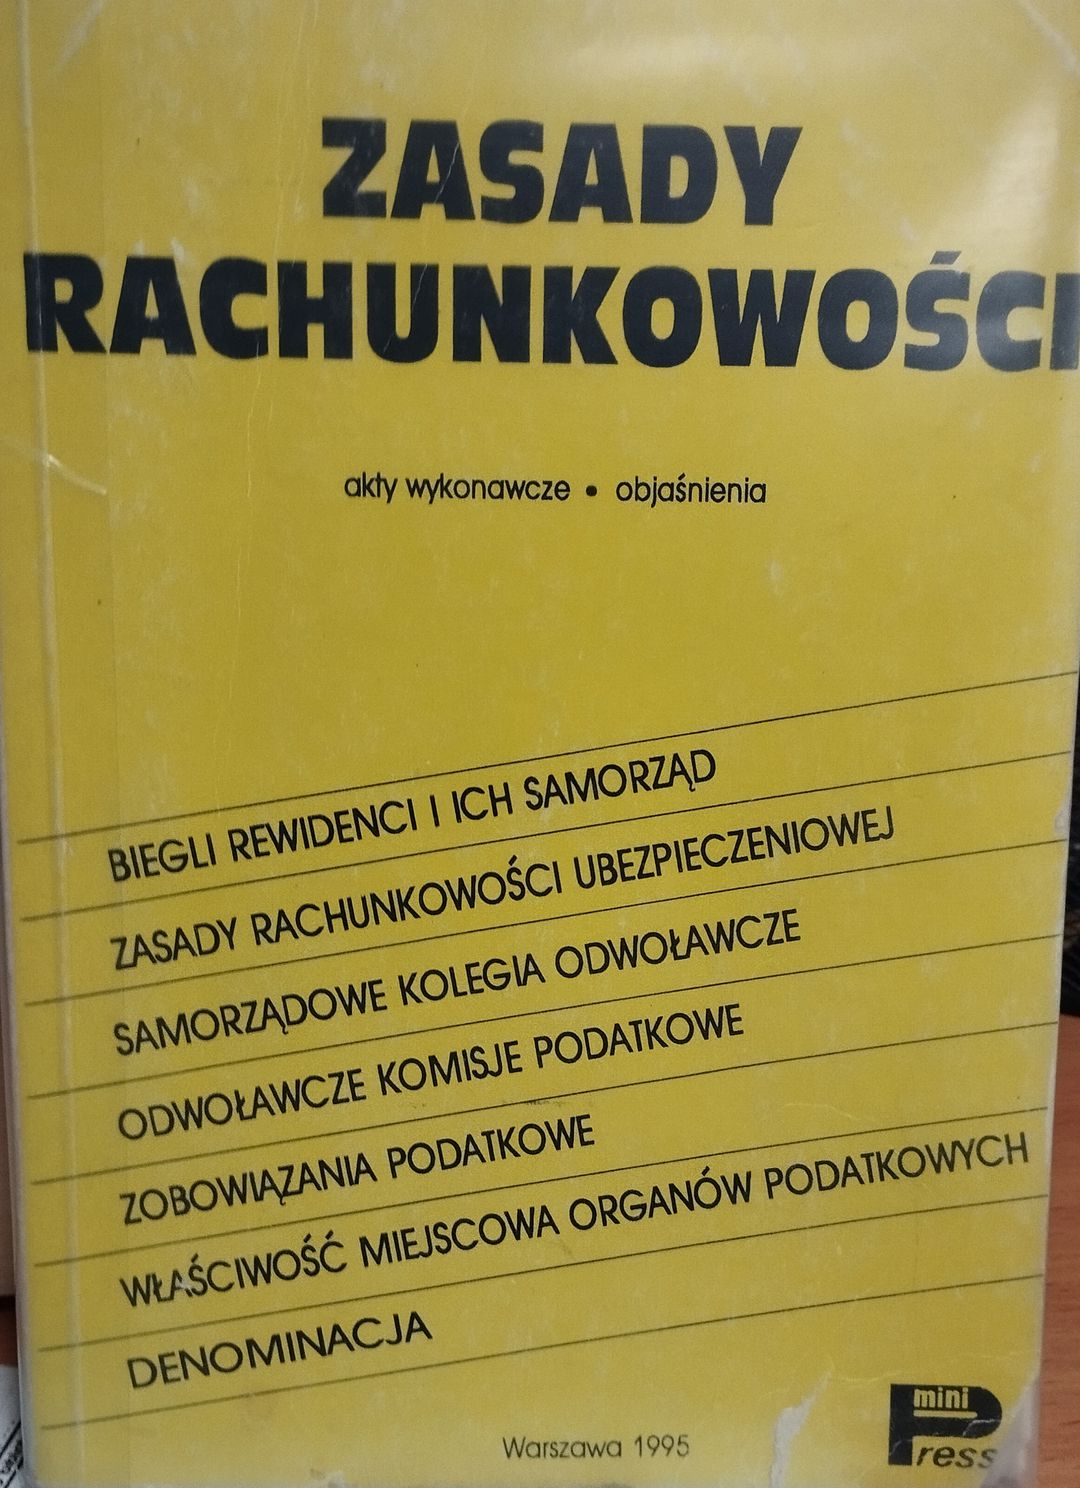 ZASADY
RACHUNKOWOŚCI
akty wykonawcze • objaśnienia
BIEGLI REWIDENCI I ICH SAMORZĄD
ZASADY RACHUNKOWOŚCI UBEZPIECZENIOWEJ
SAMORZĄDOWE KOLEGIA ODWOŁAWCZE
ODWOŁAWCZE KOMISJE PODATKOWE
ZOBOWIĄZANIA PODATKOWE
WŁAŚCIWOŚĆ MIEJSCOWA ORGANÓW PODATKOWYCH
DENOMINACJA
Warszawa 1995
mini
Press